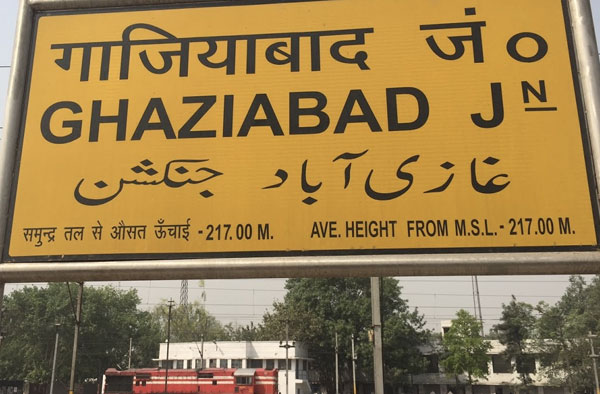 गाजियाबाद जं०
GHAZIABAD JN
غازی آباد جنکشن
समुन्द्र तल से औसत ऊँचाई - 217.00 M. AVE. HEIGHT FROM M.S.L. - 217.00 M.